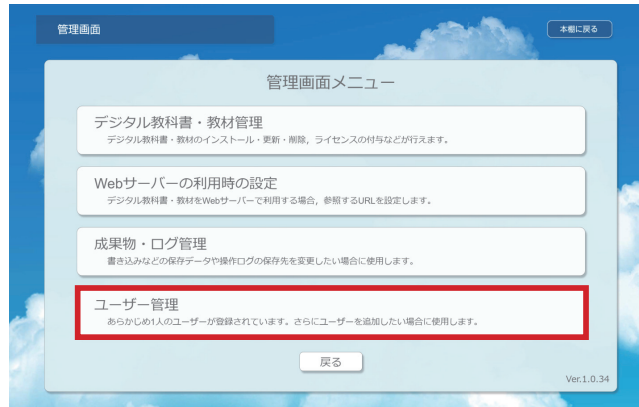 管理画面
本棚に戻る
管理画面メニュー
デジタル教科書・教材管理
デジタル教科書・教材のインストール・更新・削除，ライセンスの付与などが行えます。
Webサーバーの利用時の設定
デジタル教科書・教材をWebサーバーで利用する場合，参照するURLを設定します。
成果物・ログ管理
書き込みなどの保存データや操作ログの保存先を変更したい場合に使用します。
ユーザー管理
あらかじめ1人のユーザーが登録されています。さらにユーザーを追加したい場合に使用します。
戻る
Ver.1.0.34